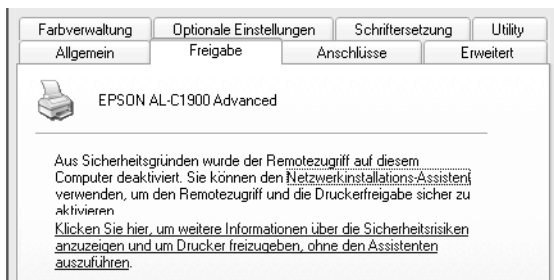 Farbverwaltung Optionale Einstellungen Schriftersetzung Utility
Allgemein Freigabe Anschlüsse Erweitert
EPSON AL-C1900 Advanced
Aus Sicherheitsgründen wurde der Remotezugriff auf diesem
Computer deaktiviert. Sie können den Netzwerkinstallations-Assistent
verwenden, um den Remotezugriff und die Druckerfreigabe sicher zu
aktivieren
Klicken Sie hier, um weitere Informationen über die Sicherheitsrisiken
anzuzeigen und um Drucker freizugeben, ohne den Assistenten
auszuführen.